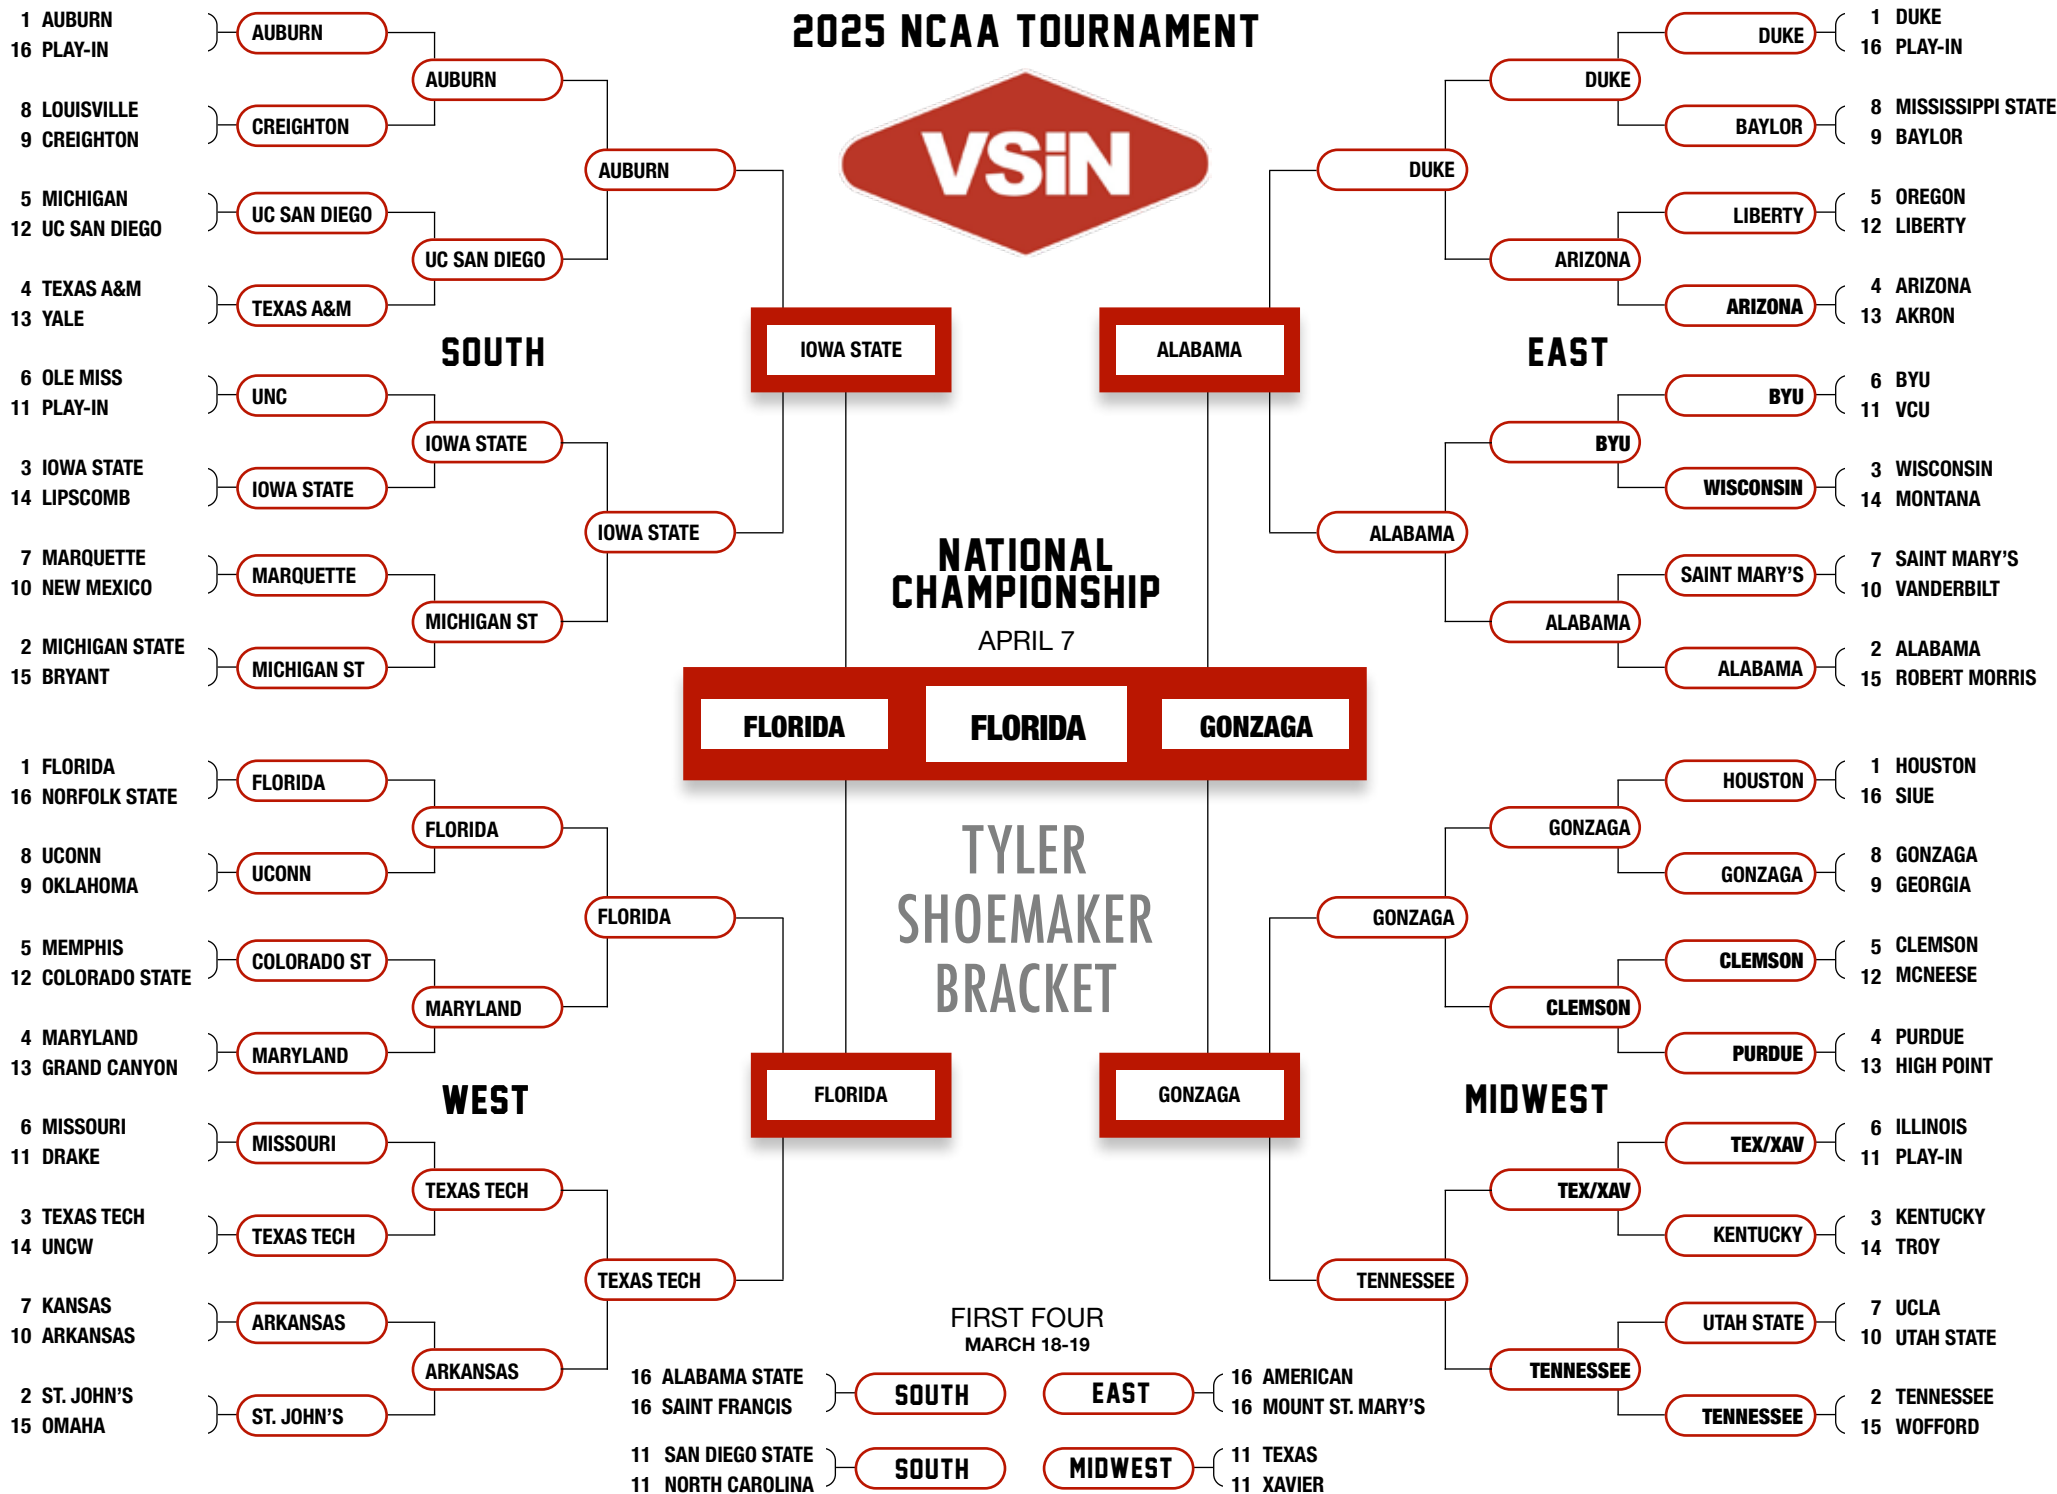 2025 NCAA TOURNAMENT
VSiN
1 AUBURN
16 PLAY-IN
8 LOUISVILLE
9 CREIGHTON
5 MICHIGAN
12 UC SAN DIEGO
4 TEXAS A&M
13 YALE
6 OLE MISS
11 PLAY-IN
3 IOWA STATE
14 LIPSCOMB
7 MARQUETTE
10 NEW MEXICO
2 MICHIGAN STATE
15 BRYANT
AUBURN
CREIGHTON
UC SAN DIEGO
TEXAS A&M
UNC
IOWA STATE
MARQUETTE
MICHIGAN ST
AUBURN
UC SAN DIEGO
IOWA STATE
MICHIGAN ST
AUBURN
IOWA STATE
SOUTH
IOWA STATE
1 FLORIDA
16 NORFOLK STATE
8 UCONN
9 OKLAHOMA
5 MEMPHIS
12 COLORADO STATE
4 MARYLAND
13 GRAND CANYON
6 MISSOURI
11 DRAKE
3 TEXAS TECH
14 UNCW
7 KANSAS
10 ARKANSAS
2 ST. JOHN'S
15 OMAHA
FLORIDA
UCONN
COLORADO ST
MARYLAND
MISSOURI
TEXAS TECH
ARKANSAS
ST. JOHN'S
FLORIDA
MARYLAND
TEXAS TECH
ARKANSAS
FLORIDA
TEXAS TECH
WEST
FLORIDA
NATIONAL
CHAMPIONSHIP
APRIL 7
FLORIDA
FLORIDA
GONZAGA
TYLER
SHOEMAKER
BRACKET
1 DUKE
16 PLAY-IN
8 MISSISSIPPI STATE
9 BAYLOR
5 OREGON
12 LIBERTY
4 ARIZONA
13 AKRON
6 BYU
11 VCU
3 WISCONSIN
14 MONTANA
7 SAINT MARY'S
10 VANDERBILT
2 ALABAMA
15 ROBERT MORRIS
DUKE
BAYLOR
LIBERTY
ARIZONA
BYU
WISCONSIN
SAINT MARY'S
ALABAMA
DUKE
ARIZONA
BYU
ALABAMA
DUKE
ALABAMA
EAST
ALABAMA
1 HOUSTON
16 SIUE
8 GONZAGA
9 GEORGIA
5 CLEMSON
12 MCNEESE
4 PURDUE
13 HIGH POINT
6 ILLINOIS
11 PLAY-IN
3 KENTUCKY
14 TROY
7 UCLA
10 UTAH STATE
2 TENNESSEE
15 WOFFORD
HOUSTON
GONZAGA
CLEMSON
PURDUE
TEX/XAV
KENTUCKY
UTAH STATE
TENNESSEE
GONZAGA
CLEMSON
TEX/XAV
TENNESSEE
GONZAGA
TENNESSEE
MIDWEST
GONZAGA
FIRST FOUR
MARCH 18-19
16 ALABAMA STATE
16 SAINT FRANCIS
SOUTH
11 SAN DIEGO STATE
11 NORTH CAROLINA
SOUTH
EAST
16 AMERICAN
16 MOUNT ST. MARY'S
MIDWEST
11 TEXAS
11 XAVIER